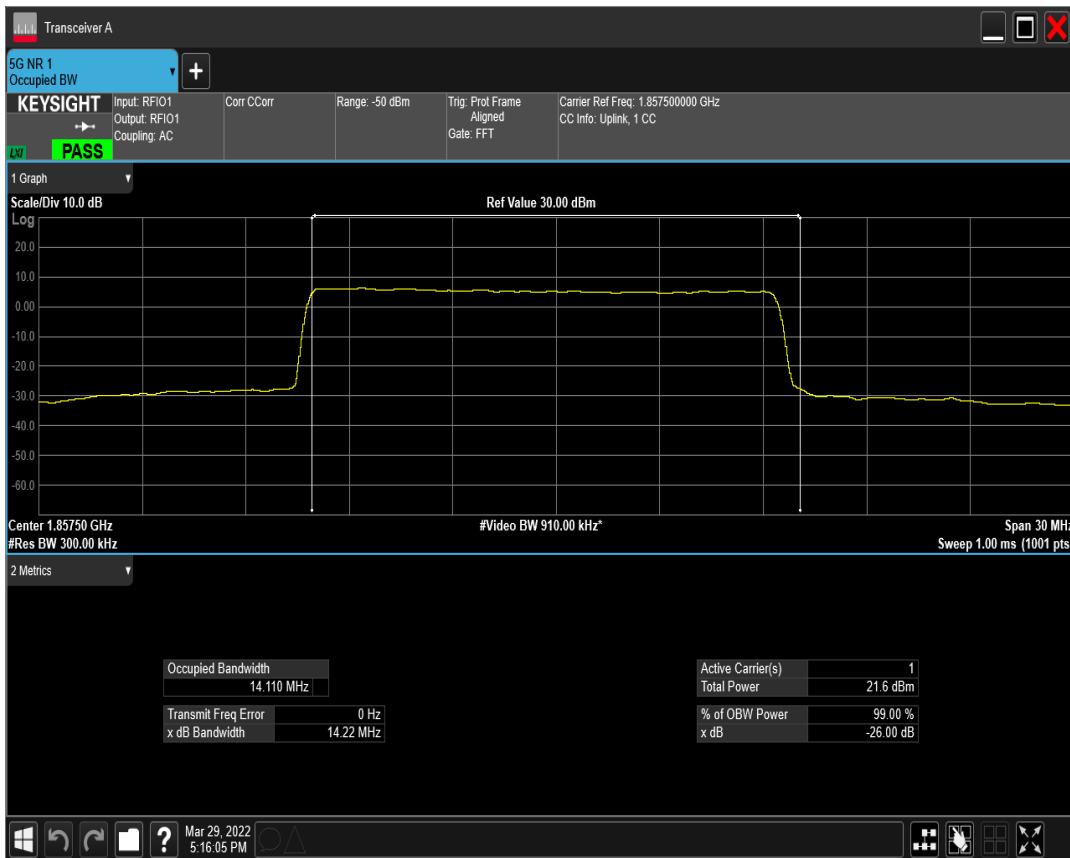 Transceiver A
5G NR 1
Occupied BW
KEYSIGHT
LXI
PASS
Input: RFIO1
Output: RFIO1
Coupling: AC
Corr CCorr
Range: -50 dBm
Trig: Prot Frame
Aligned
Gate: FFT
Carrier Ref Freq: 1.857500000 GHz
CC Info: Uplink, 1 CC
1 Graph
Scale/Div 10.0 dB
Ref Value 30.00 dBm
Log
20.0
10.0
0.00
-10.0
-20.0
-30.0
-40.0
-50.0
-60.0
Center 1.85750 GHz
#Video BW 910.00 kHz*
Span 30 MHz
#Res BW 300.00 kHz
Sweep 1.00 ms (1001 pts
2 Metrics
Occupied Bandwidth
14.110 MHz
Transmit Freq Error 0 Hz
x dB Bandwidth 14.22 MHz
Active Carrier(s) 1
Total Power 21.6 dBm
% of OBW Power 99.00 %
x dB -26.00 dB
?
Mar 29, 2022
5:16:05 PM